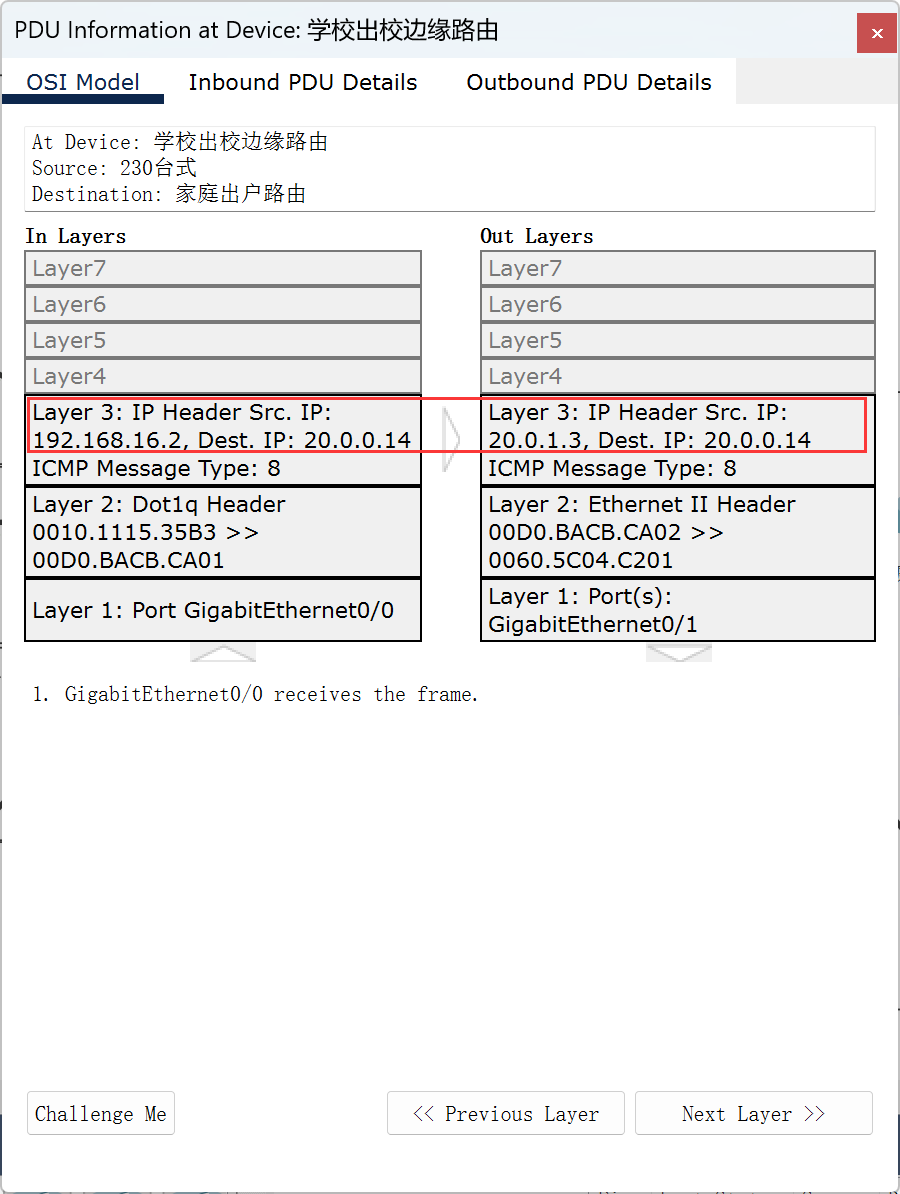 PDU Information at Device: 学校出校边缘路由
×
OSI Model
Inbound PDU Details
Outbound PDU Details
At Device: 学校出校边缘路由
Source: 230台式
Destination: 家庭出户路由
In Layers
Layer7
Layer6
Layer5
Layer4
Layer 3: IP Header Src. IP:
192.168.16.2, Dest. IP: 20.0.0.14
ICMP Message Type: 8
Layer 2: Dot1q Header
0010.1115.35B3 >>
00D0.BACB.CA01
Layer 1: Port GigabitEthernet0/0
Out Layers
Layer7
Layer6
Layer5
Layer4
Layer 3: IP Header Src. IP:
20.0.1.3, Dest. IP: 20.0.0.14
ICMP Message Type: 8
Layer 2: Ethernet II Header
00D0.BACB.CA02 >>
0060.5C04.C201
Layer 1: Port(s):
GigabitEthernet0/1
1. GigabitEthernet0/0 receives the frame.
Challenge Me
<< Previous Layer
Next Layer >>